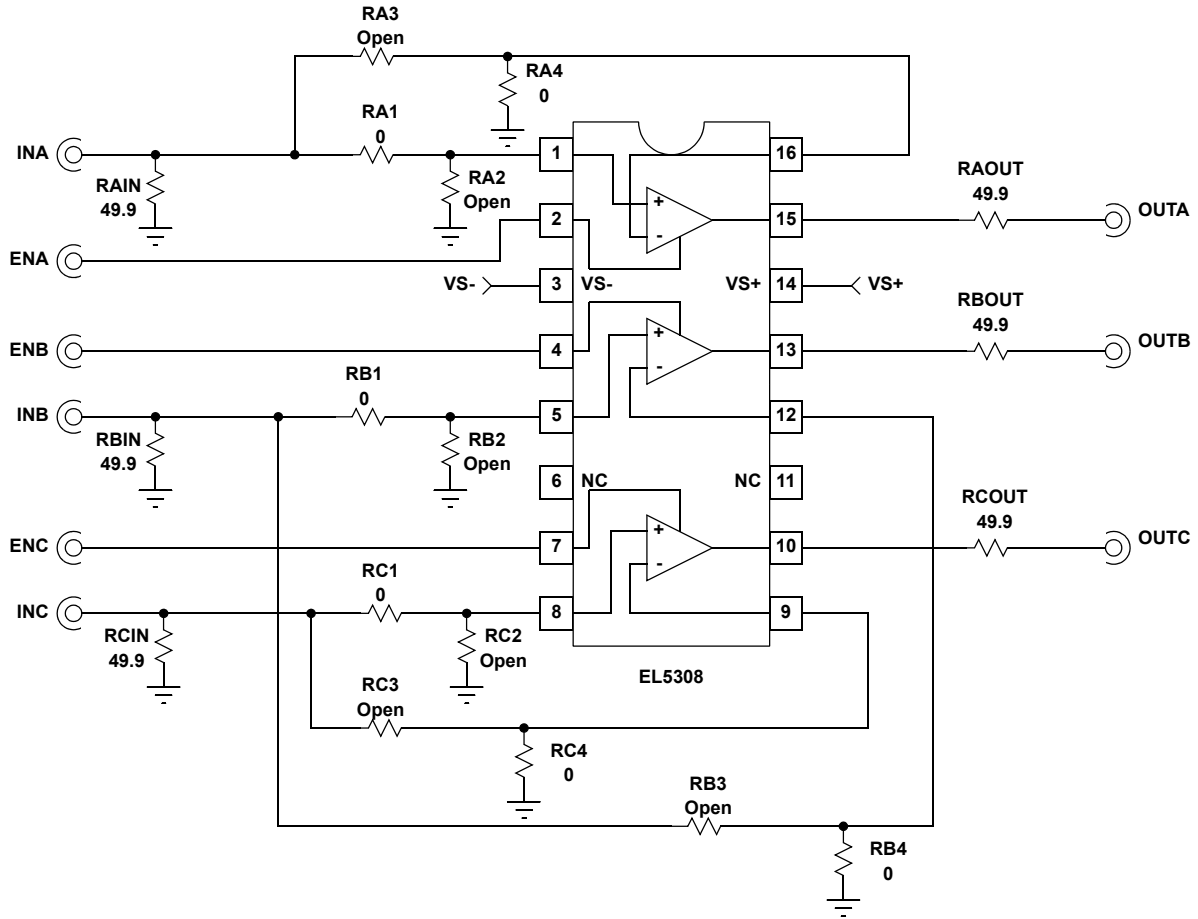 RA3
Open
RA4
0
RA1
0
INA
1
16
RAIN
49.9
RA2
Open
RAOUT
49.9
+
-
2
15
OUTA
ENA
VS-
3
VS-
VS+
14
VS+
RBOUT
49.9
ENB
4
+
-
13
OUTB
RB1
0
INB
5
12
RBIN
49.9
RB2
Open
6
NC
NC
11
RCOUT
49.9
ENC
7
+
-
10
OUTC
RC1
0
INC
8
9
RCIN
49.9
RC2
Open
EL5308
RC3
Open
RC4
0
RB3
Open
RB4
0